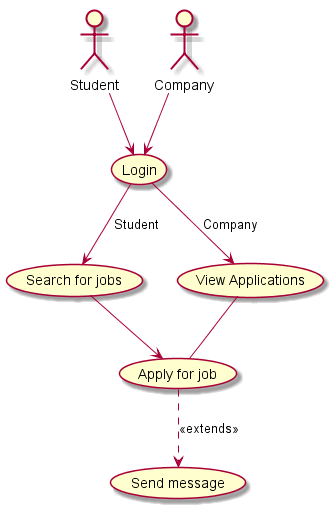 Student
Company
Login
Student
Company
Search for jobs
View Applications
Apply for job
«extends»
Send message